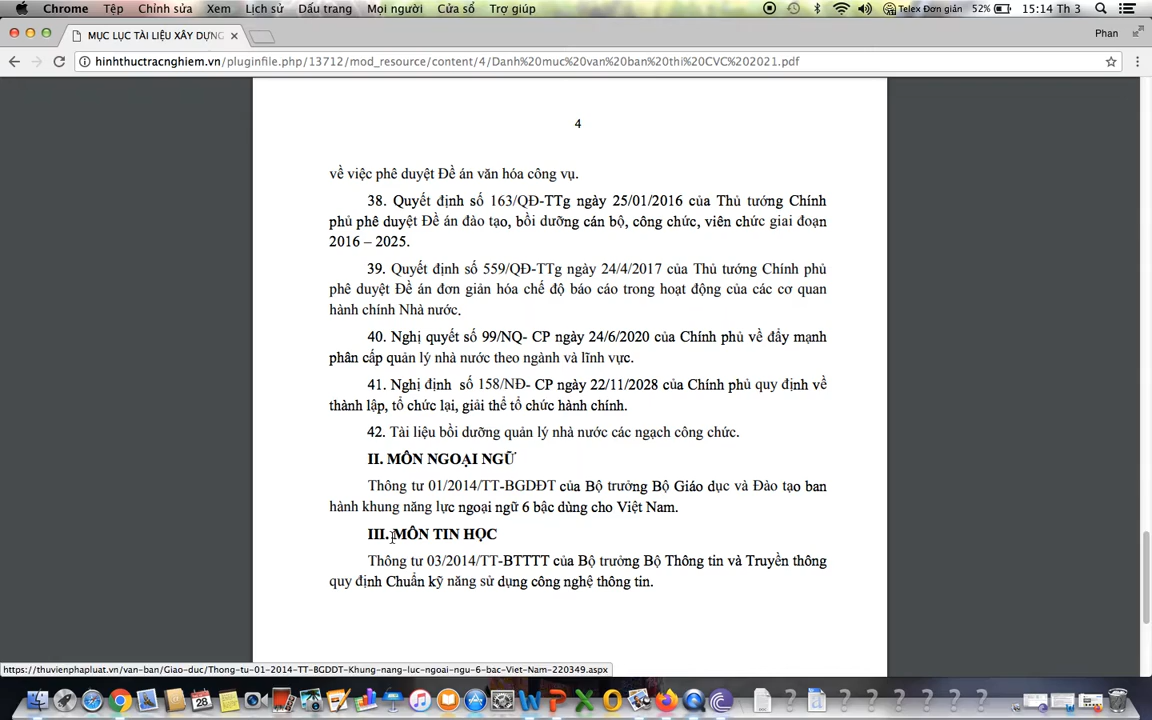 Chrome Tệp Chỉnh sửa Xem Lịch sử Dấu trang Mọi người Cửa sổ Trợ giúp Telex Đơn giản 52% 15:14 Th 3
MỤC LỤC TÀI LIỆU XÂY DỰNG Phan
hinhthuctracnghiem.vn/pluginfile.php/13712/mod_resource/content/4/Danh%20muc%20van%20ban%20thi%20CVC%202021.pdf
4
về việc phê duyệt Đề án văn hóa công vụ.
38. Quyết định số 163/QĐ-TTg ngày 25/01/2016 của Thủ tướng Chính
phủ phê duyệt Đề án đào tạo, bồi dưỡng cán bộ, công chức, viên chức giai đoạn
2016 – 2025.
39. Quyết định số 559/QĐ-TTg ngày 24/4/2017 của Thủ tướng Chính phủ
phê duyệt Đề án đơn giản hóa chế độ báo cáo trong hoạt động của các cơ quan
hành chính Nhà nước.
40. Nghị quyết số 99/NQ- CP ngày 24/6/2020 của Chính phủ về đẩy mạnh
phân cấp quản lý nhà nước theo ngành và lĩnh vực.
41. Nghị định số 158/NĐ- CP ngày 22/11/2028 của Chính phủ quy định về
thành lập, tổ chức lại, giải thể tổ chức hành chính.
42. Tài liệu bồi dưỡng quản lý nhà nước các ngạch công chức.
II. MÔN NGOẠI NGỮ
Thông tư 01/2014/TT-BGDĐT của Bộ trưởng Bộ Giáo dục và Đào tạo ban
hành khung năng lực ngoại ngữ 6 bậc dùng cho Việt Nam.
III. MÔN TIN HỌC
Thông tư 03/2014/TT-BTTTT của Bộ trưởng Bộ Thông tin và Truyền thông
quy định Chuẩn kỹ năng sử dụng công nghệ thông tin.
https://thuvienphapluat.vn/van-ban/Giao-duc/Thong-tu-01-2014-TT-BGDDT-Khung-nang-luc-ngoai-ngu-6-bac-Viet-Nam-220349.aspx